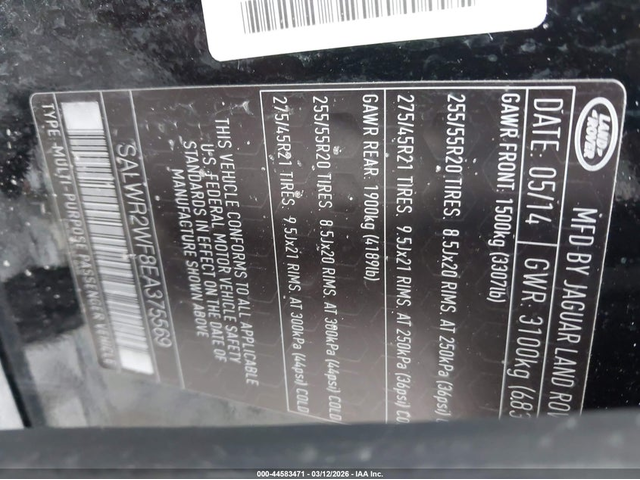 LAND
ROVER
MFD BY JAGUAR LAND ROV
DATE: 05/14 GWR: 3100kg (683
GAWR FRONT: 1500kg (3307lb)
255/55R20 TIRES. 8.5Jx20 RIMS. AT 250kPa (36psi) C
275/45R21 TIRES. 9.5Jx21 RIMS. AT 250kPa (36psi) CO
GAWR REAR: 1900kg (4189lb)
255/55R20 TIRES. 8.5Jx20 RIMS. AT 300kPa (44psi) COLD
275/45R21 TIRES. 9.5Jx21 RIMS. AT 300kPa (44psi) COLD
THIS VEHICLE CONFORMS TO ALL APPLICABLE
U.S. FEDERAL MOTOR VEHICLE SAFETY
STANDARDS IN EFFECT ON THE DATE OF
MANUFACTURE SHOWN ABOVE
SALWR2WF8EA375569
TYPE: MULTI-PURPOSE PASSENGER VEHICLE
000-44583471 | 03/12/2026 | IAA Inc.